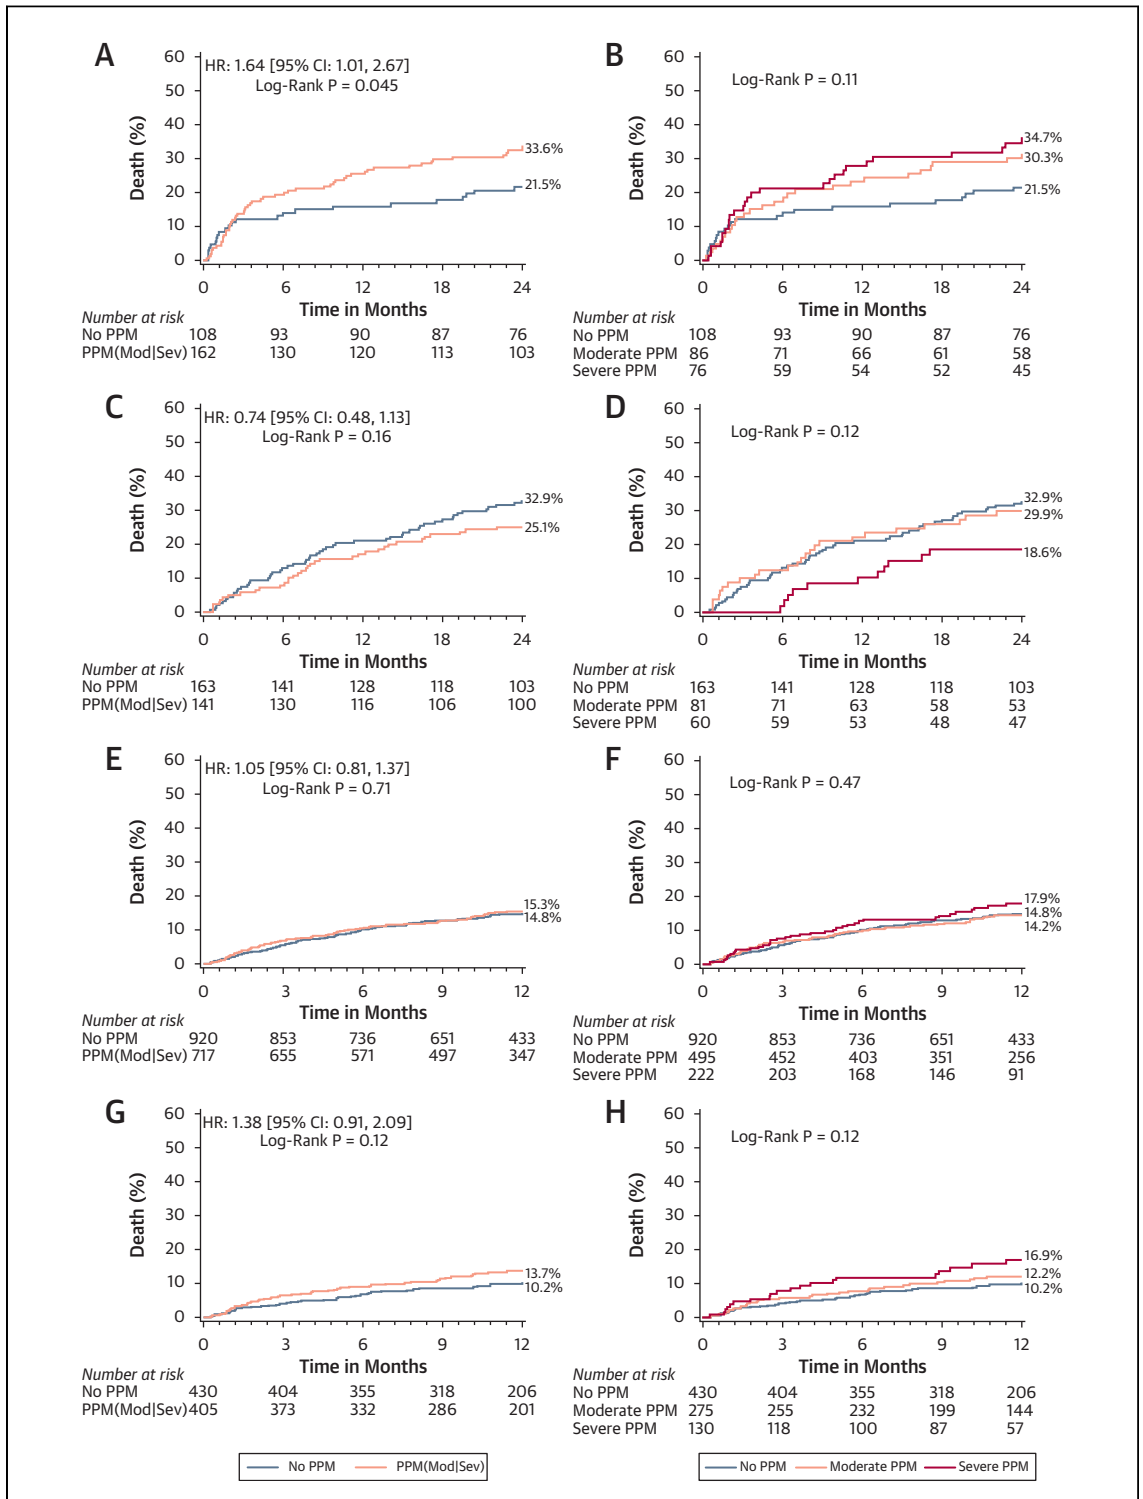 A
HR: 1.64 [95% CI: 1.01, 2.67]
Log-Rank P = 0.045
60
50
40
30
20
10
0
Death (%)
33.6%
21.5%
0 6 12 18 24
Time in Months
Number at risk
No PPM 108 93 90 87 76
PPM(Mod|Sev) 162 130 120 113 103
B
Log-Rank P = 0.11
60
50
40
30
20
10
0
Death (%)
34.7%
30.3%
21.5%
0 6 12 18 24
Time in Months
Number at risk
No PPM 108 93 90 87 76
Moderate PPM 86 71 66 61 58
Severe PPM 76 59 54 52 45
C
HR: 0.74 [95% CI: 0.48, 1.13]
Log-Rank P = 0.16
60
50
40
30
20
10
0
Death (%)
32.9%
25.1%
0 6 12 18 24
Time in Months
Number at risk
No PPM 163 141 128 118 103
PPM(Mod|Sev) 141 130 116 106 100
D
Log-Rank P = 0.12
60
50
40
30
20
10
0
Death (%)
32.9%
29.9%
18.6%
0 6 12 18 24
Time in Months
Number at risk
No PPM 163 141 128 118 103
Moderate PPM 81 71 63 58 53
Severe PPM 60 59 53 48 47
E
HR: 1.05 [95% CI: 0.81, 1.37]
Log-Rank P = 0.71
60
50
40
30
20
10
0
Death (%)
15.3%
14.8%
0 3 6 9 12
Time in Months
Number at risk
No PPM 920 853 736 651 433
PPM(Mod|Sev) 717 655 571 497 347
F
Log-Rank P = 0.47
60
50
40
30
20
10
0
Death (%)
17.9%
14.8%
14.2%
0 3 6 9 12
Time in Months
Number at risk
No PPM 920 853 736 651 433
Moderate PPM 495 452 403 351 256
Severe PPM 222 203 168 146 91
G
HR: 1.38 [95% CI: 0.91, 2.09]
Log-Rank P = 0.12
60
50
40
30
20
10
0
Death (%)
13.7%
10.2%
0 3 6 9 12
Time in Months
Number at risk
No PPM 430 404 355 318 206
PPM(Mod|Sev) 405 373 332 286 201
H
Log-Rank P = 0.12
60
50
40
30
20
10
0
Death (%)
16.9%
12.2%
10.2%
0 3 6 9 12
Time in Months
Number at risk
No PPM 430 404 355 318 206
Moderate PPM 275 255 232 199 144
Severe PPM 130 118 100 87 57
No PPM PPM(Mod|Sev)
No PPM Moderate PPM Severe PPM